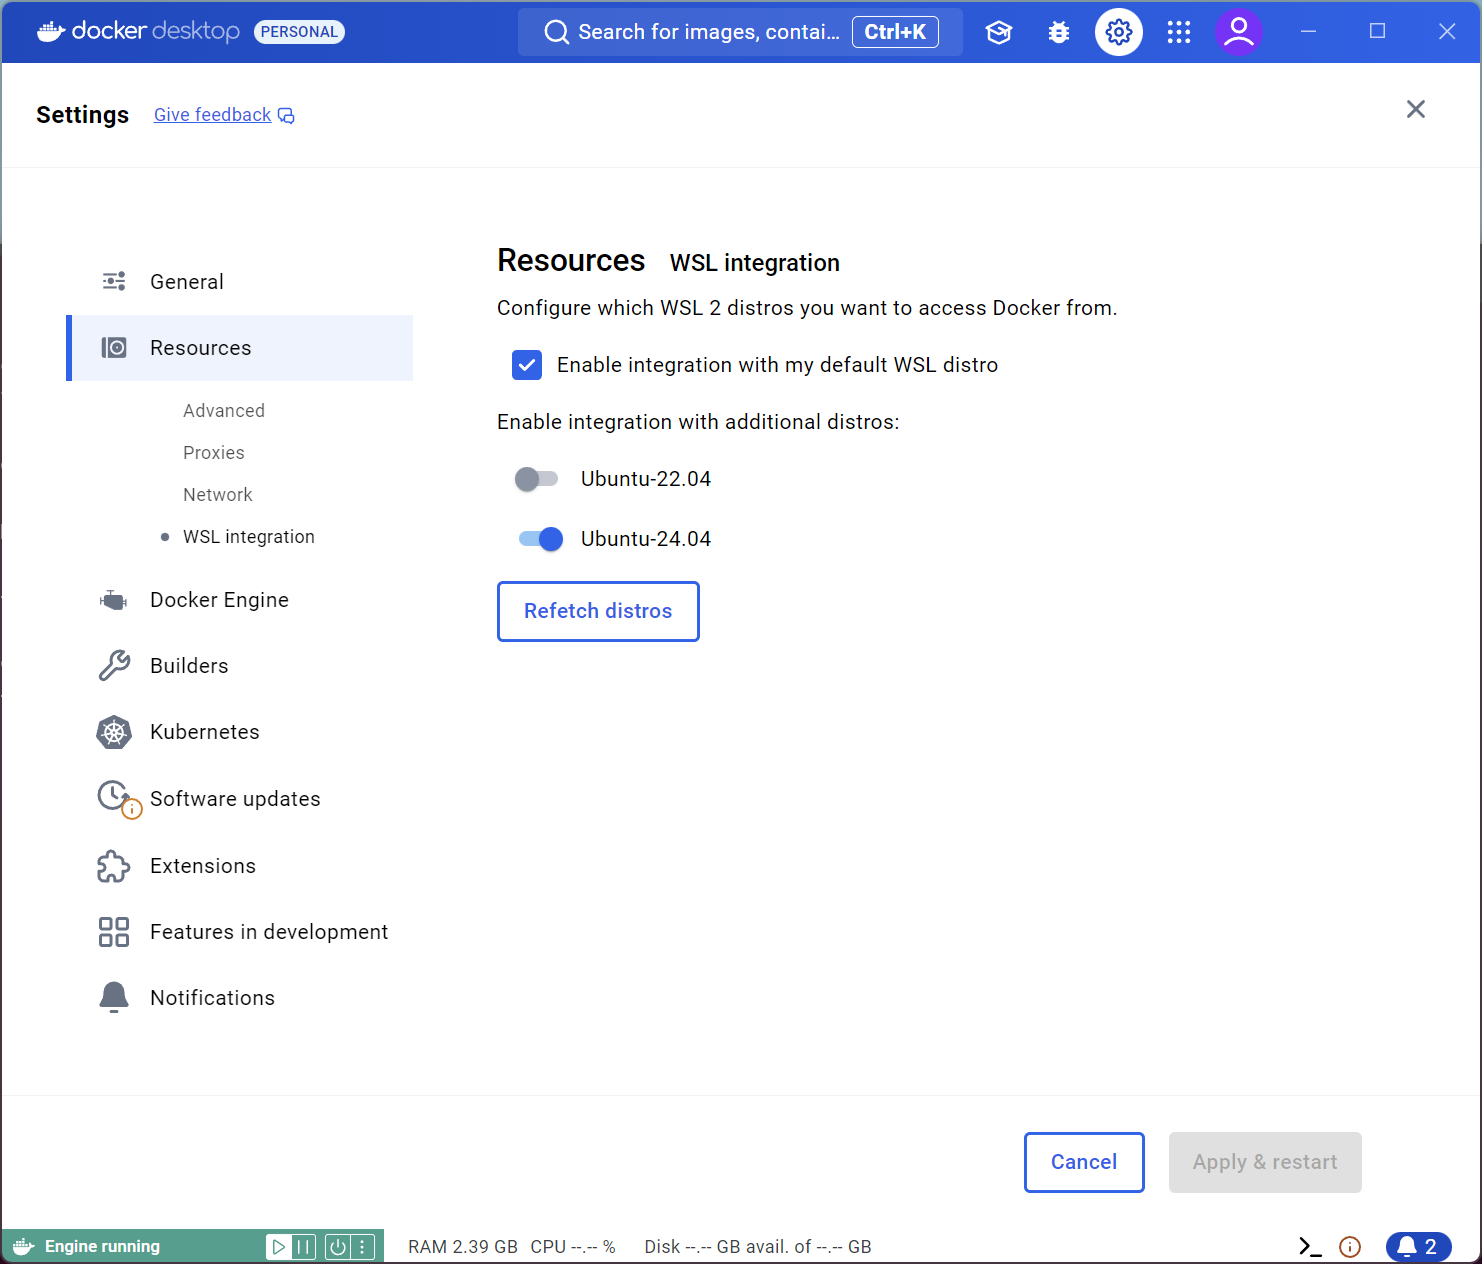 docker desktop PERSONAL
Search for images, contai... Ctrl+K
Settings Give feedback
General
Resources
Advanced
Proxies
Network
WSL integration
Docker Engine
Builders
Kubernetes
Software updates
Extensions
Features in development
Notifications
Resources WSL integration
Configure which WSL 2 distros you want to access Docker from.
Enable integration with my default WSL distro
Enable integration with additional distros:
Ubuntu-22.04
Ubuntu-24.04
Refetch distros
Cancel Apply & restart
Engine running RAM 2.39 GB CPU --.-- % Disk --.-- GB avail. of --.-- GB 2